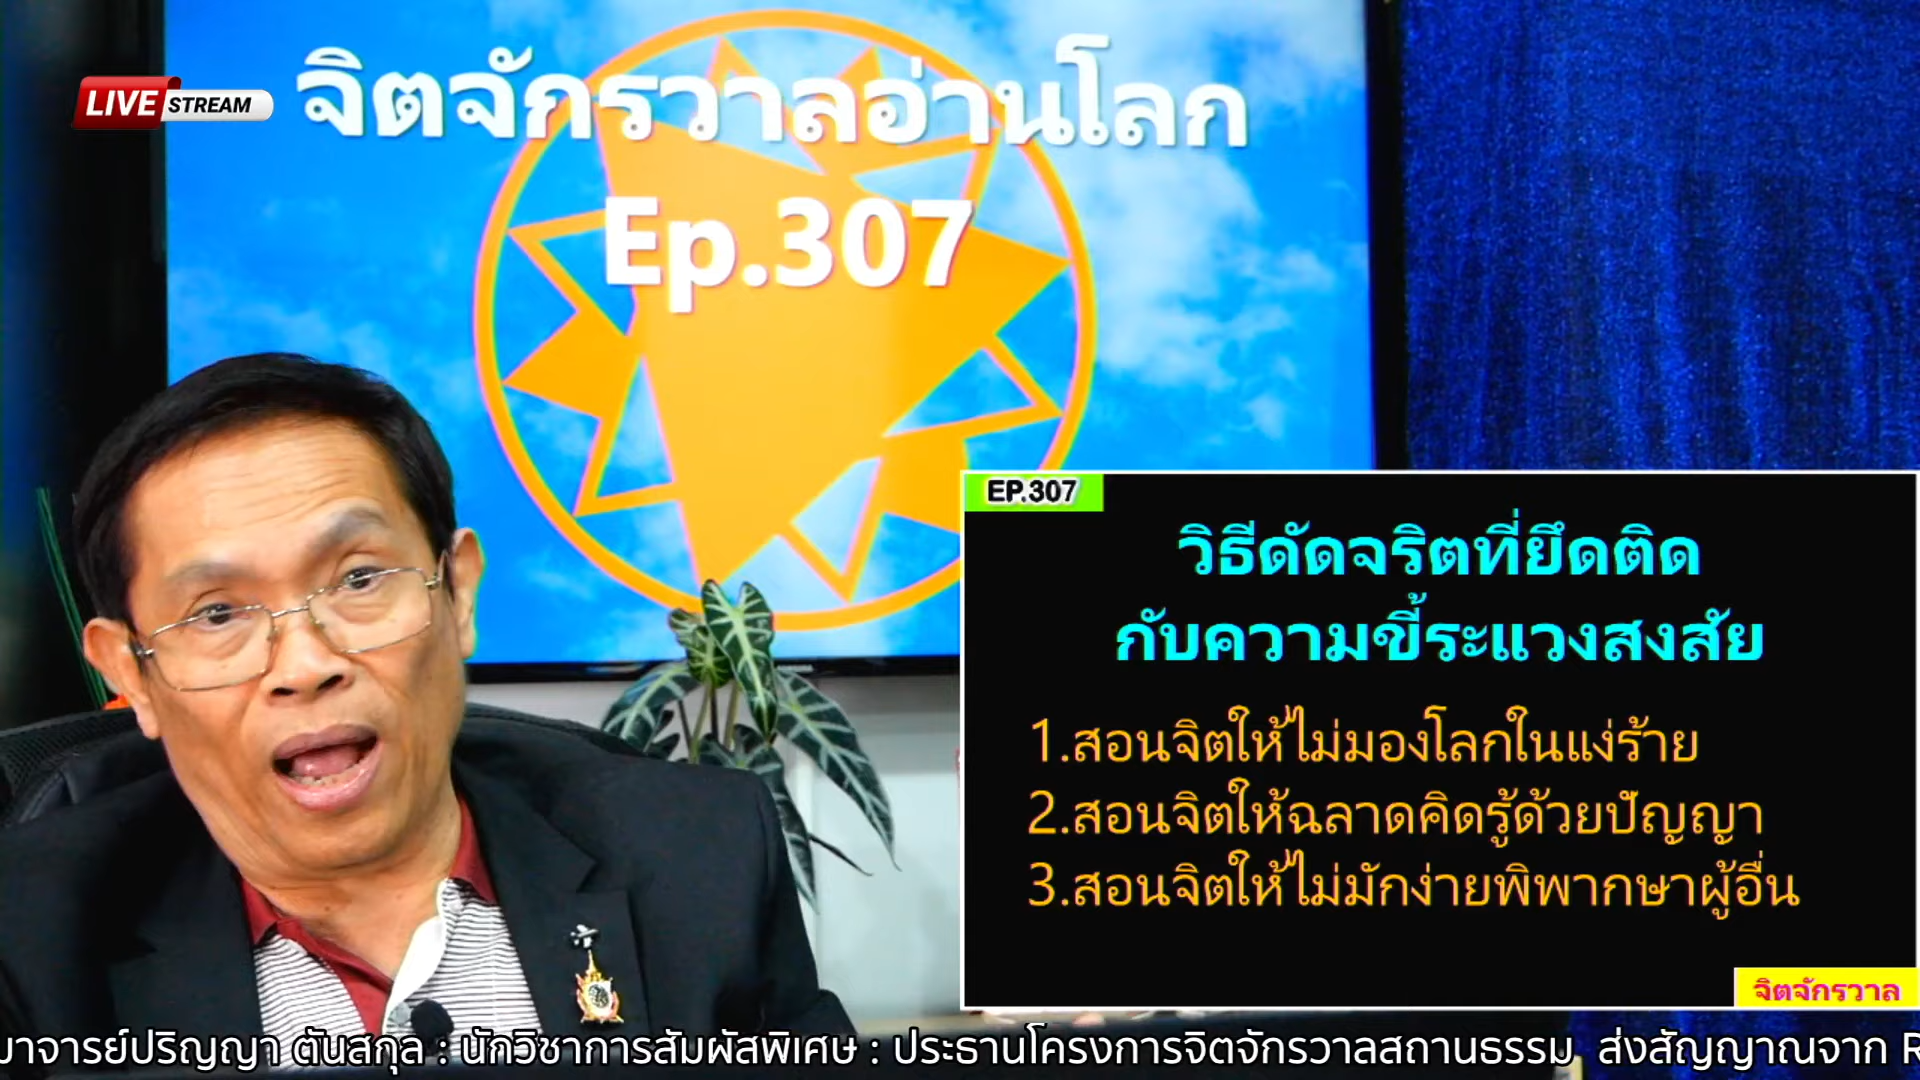 LIVE STREAM
จิตจักรวาลอ่านโลก
Ep.307
EP.307
วิธีดัดจริตที่ยึดติด
กับความขี้ระแวงสงสัย
1.สอนจิตให้ไม่มองโลกในแง่ร้าย
2.สอนจิตให้ฉลาดคิดรู้ด้วยปัญญา
3.สอนจิตให้ไม่มักง่ายพิพากษาผู้อื่น
จิตจักรวาล
มาจารย์ปริญญา ตันสกุล : นักวิชาการสัมผัสพิเศษ : ประธานโครงการจิตจักรวาลสถานธรรม ส่งสัญญาณจาก R